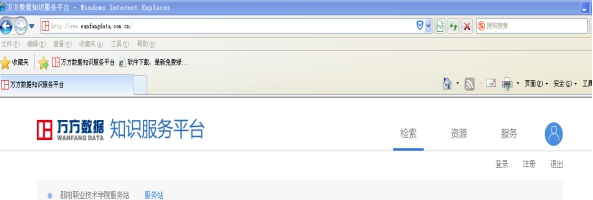 万方数据知识服务平台 - Windows Internet Explorer
http://www.wanfangdata.com.cn/
搜狗搜索
文件(F) 编辑(E) 查看(V) 收藏夹(A) 工具(T) 帮助(H)
收藏夹 万方数据知识服务平台 软件下载，最新免费绿...
万方数据知识服务平台 页面(P) 安全(S) 工具
万方数据 知识服务平台 检索 资源 服务
WANFANG DATA
登录 注册 退出
邵阳职业技术学院服务站 服务站